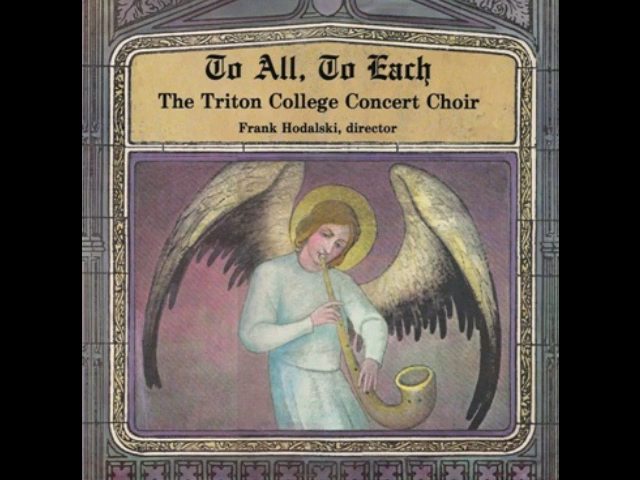 To All, To Each
The Triton College Concert Choir
Frank Hodalski, director